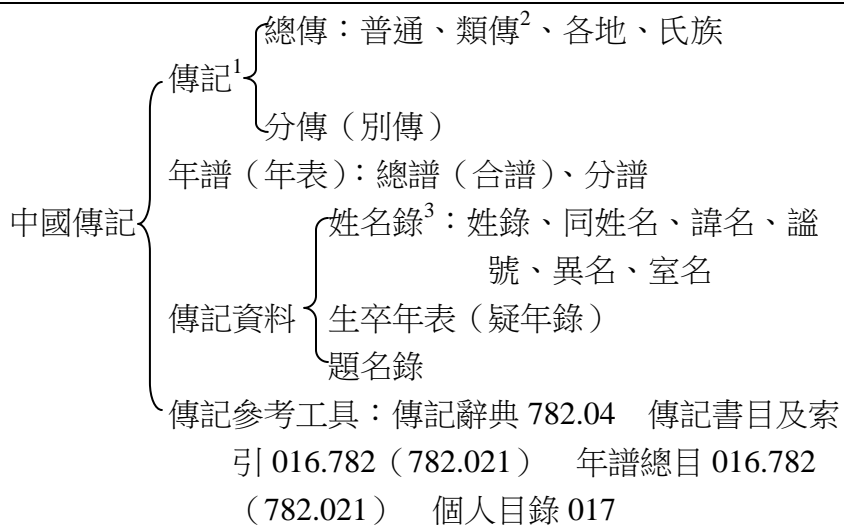 總傳：普通、類傳2、各地、氏族
傳記1
分傳（別傳）
年譜（年表）：總譜（合譜）、分譜
中國傳記
姓名錄3：姓錄、同姓名、諱名、諡
號、異名、室名
傳記資料
生卒年表（疑年錄）
題名錄
傳記參考工具：傳記辭典 782.04 傳記書目及索
引 016.782（782.021） 年譜總目 016.782
（782.021） 個人目錄 017